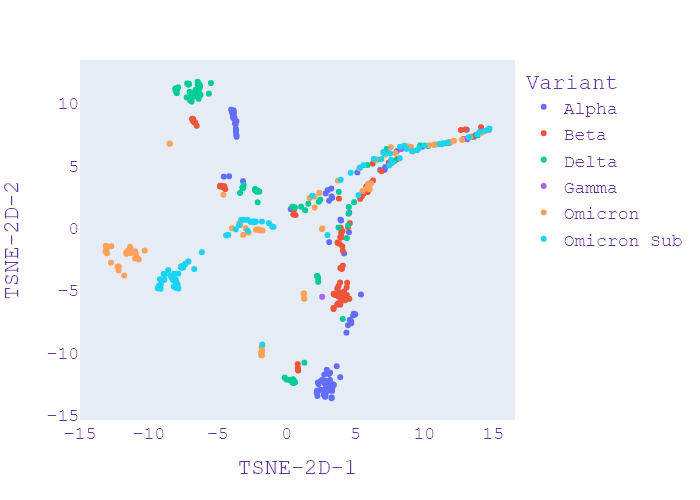 Variant
Alpha
Beta
Delta
Gamma
Omicron
Omicron Sub
10
5
0
−5
−10
−15
TSNE-2D-2
−15 −10 −5 0 5 10 15
TSNE-2D-1